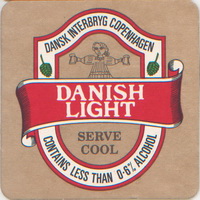 DANSK INTERBRYG COPENHAGEN
DANISH
LIGHT
SERVE
COOL
CONTAINS LESS THAN 0·6% ALCOHOL